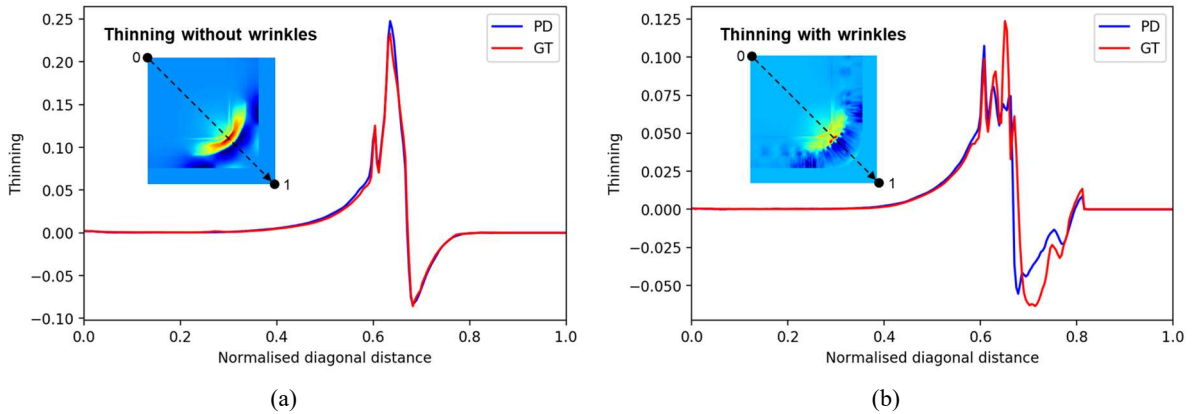 Thinning without wrinkles
0
1
PD
GT
0.25
0.20
0.15
0.10
0.05
0.00
−0.05
−0.10
Thinning
0.0
0.2
0.4
0.6
0.8
1.0
Normalised diagonal distance
(a)
Thinning with wrinkles
0
1
PD
GT
0.125
0.100
0.075
0.050
0.025
0.000
−0.025
−0.050
Thinning
0.0
0.2
0.4
0.6
0.8
1.0
Normalised diagonal distance
(b)